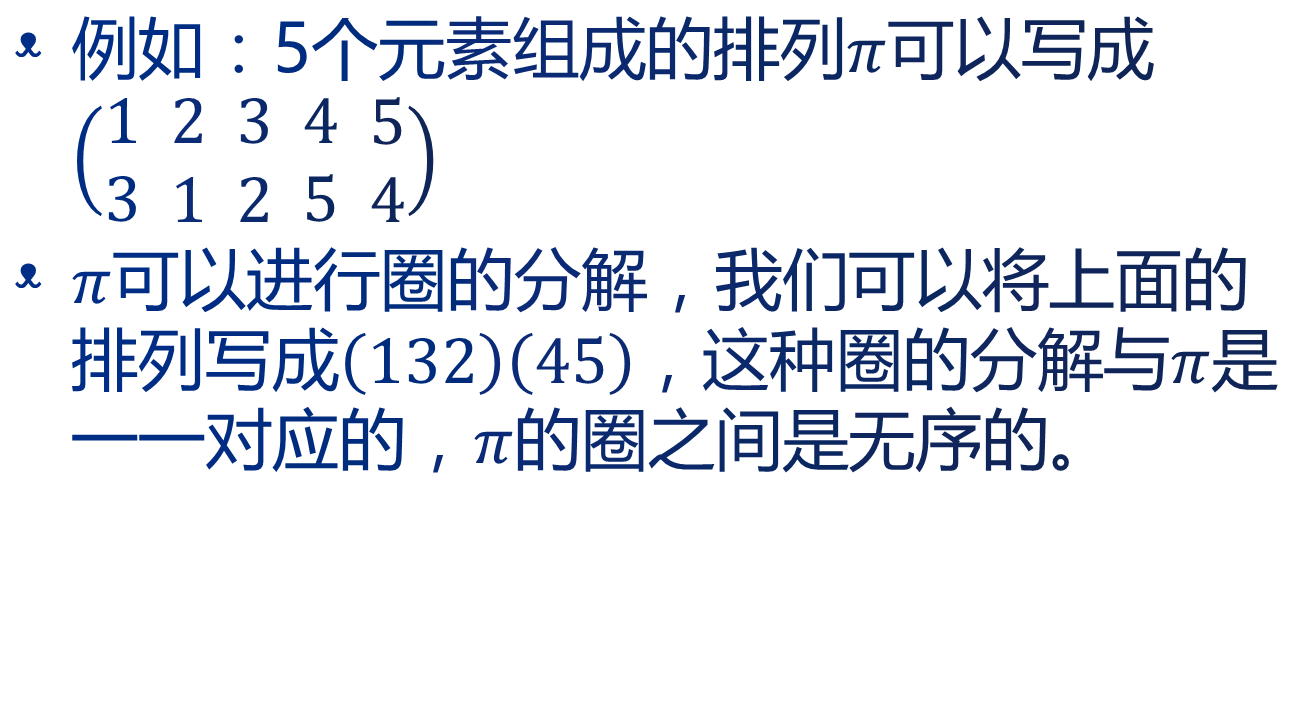 例如：5个元素组成的排列π可以写成
(1 2 3 4 5
3 1 2 5 4)
π可以进行圈的分解，我们可以将上面的
排列写成(132)(45)，这种圈的分解与π是
一一对应的，π的圈之间是无序的。